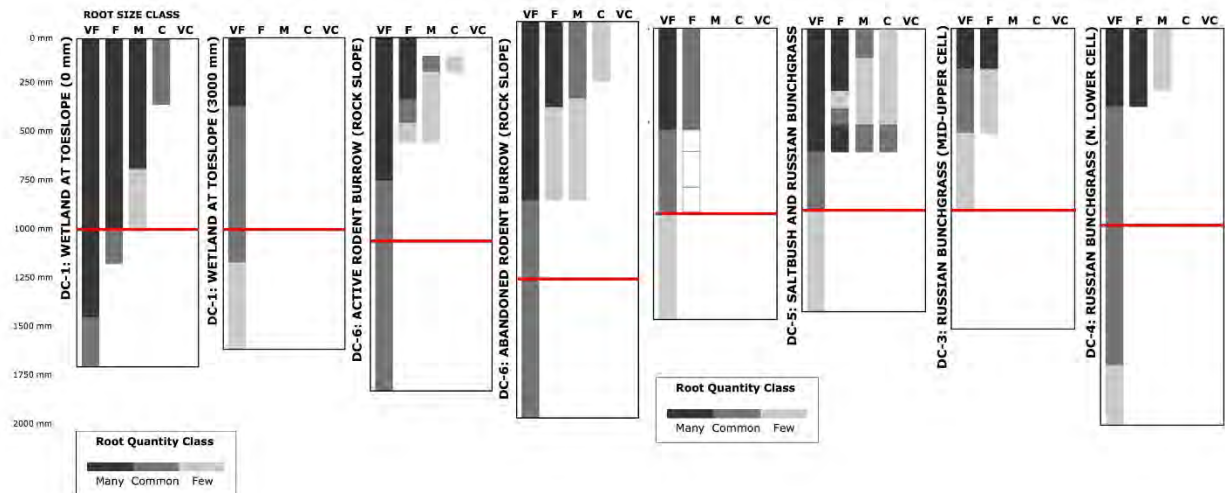 ROOT SIZE CLASS
VF F M C VC
VF F M C VC
VF F M C VC
VF F M C VC
VF F M C VC
VF F M C VC
VF F M C VC
VF F M C VC
0 mm
250 mm
500 mm
750 mm
1000 mm
1250 mm
1500 mm
1750 mm
2000 mm
DC-1: WETLAND AT TOESLOPE (0 mm)
DC-1: WETLAND AT TOESLOPE (3000 mm)
DC-6: ACTIVE RODENT BURROW (ROCK SLOPE)
DC-6: ABANDONED RODENT BURROW (ROCK SLOPE)
DC-5: SALTBUSH AND RUSSIAN BUNCHGRASS
DC-3: RUSSIAN BUNCHGRASS (MID-UPPER CELL)
DC-4: RUSSIAN BUNCHGRASS (N. LOWER CELL)
Root Quantity Class
Many Common Few
Root Quantity Class
Many Common Few